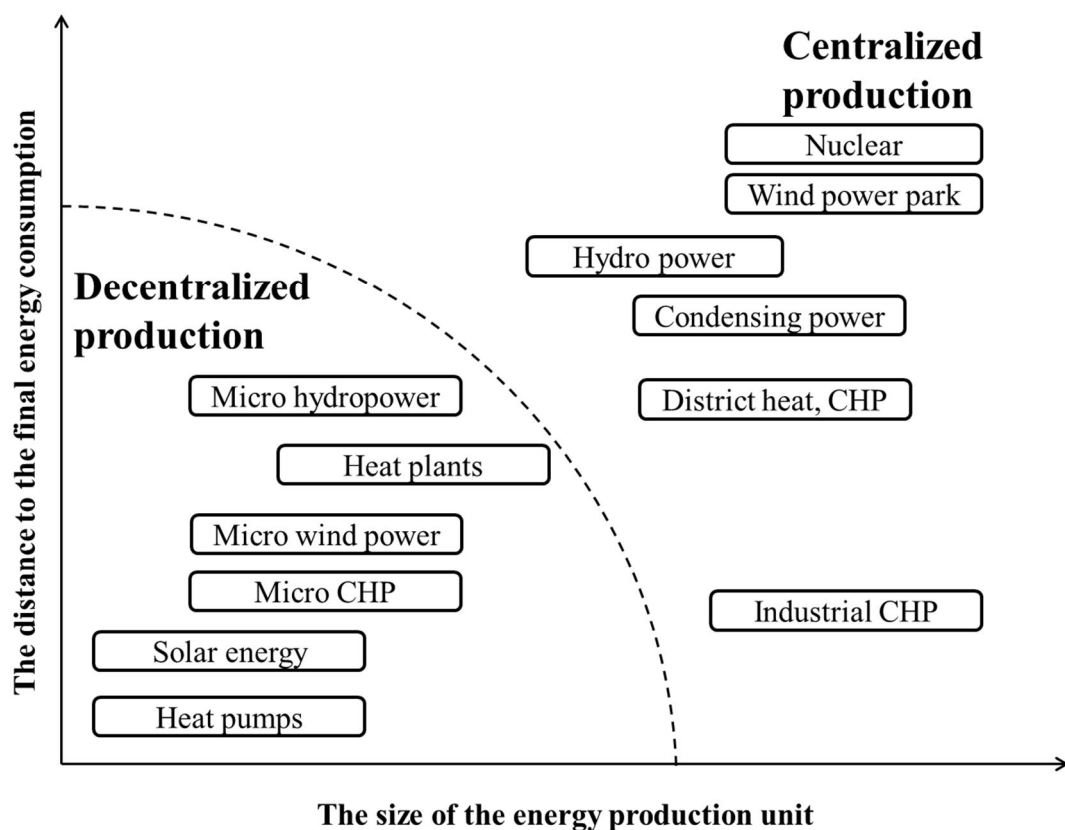 Centralized
production
Nuclear
Wind power park
Hydro power
Condensing power
District heat, CHP
Industrial CHP
Decentralized
production
Micro hydropower
Heat plants
Micro wind power
Micro CHP
Solar energy
Heat pumps
The distance to the final energy consumption
The size of the energy production unit